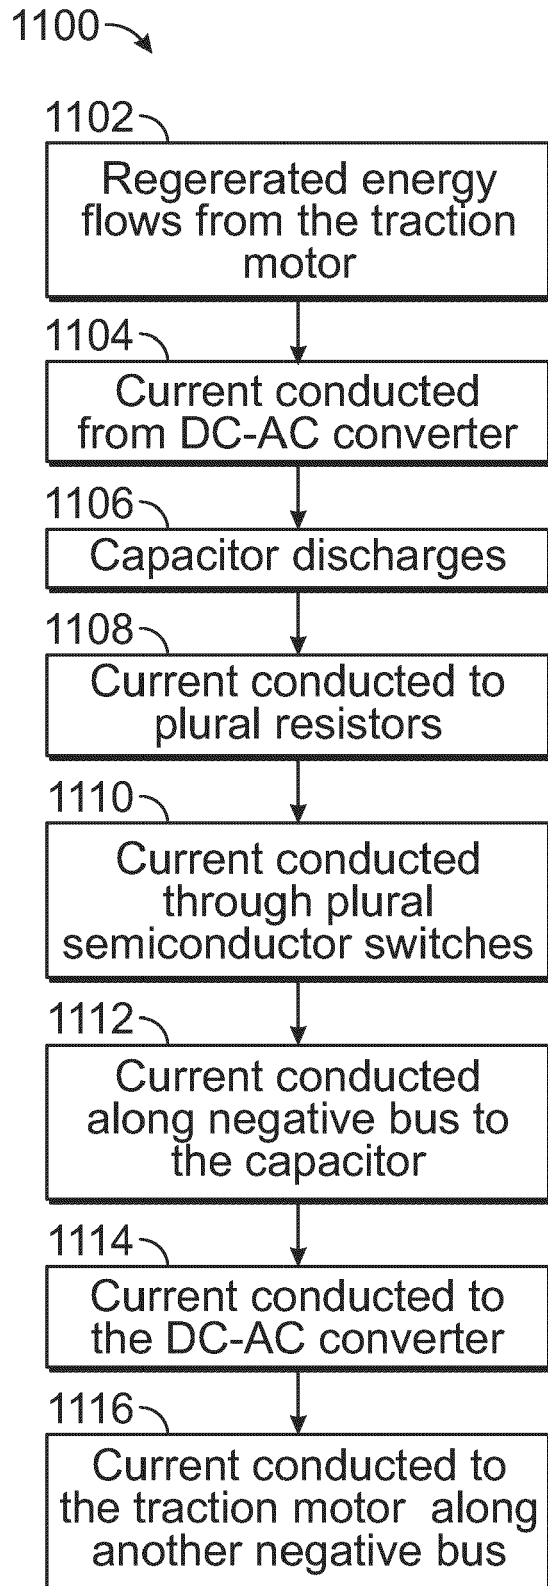 1100
1102
Regererated energy
flows from the traction
motor
1104
Current conducted
from DC-AC converter
1106
Capacitor discharges
1108
Current conducted to
plural resistors
1110
Current conducted
through plural
semiconductor switches
1112
Current conducted
along negative bus to
the capacitor
1114
Current conducted to
the DC-AC converter
1116
Current conducted to
the traction motor along
another negative bus